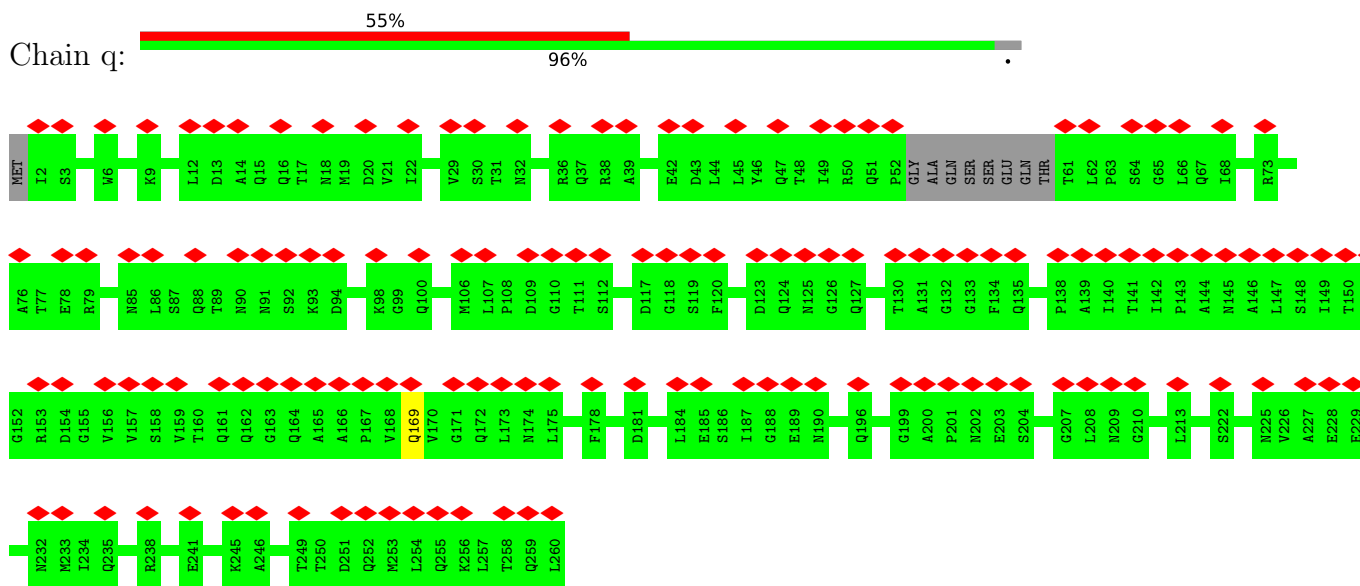 55%
Chain q:
96% .
MET I2 S3 W6 K9 L12 D13 A14 Q15 Q16 T17 N18 M19 D20 V21 I22 V29 S30 T31 N32 R36 Q37 R38 A39 E42 D43 L44 L45 Y46 Q47 T48 I49 R50 Q51 P52 GLY ALA GLN SER SER GLU GLN THR T61 L62 P63 S64 G65 L66 Q67 I68 R73
A76 T77 E78 R79 N85 L86 S87 Q88 T89 N90 N91 S92 K93 D94 K98 G99 Q100 M106 L107 P108 D109 G110 T111 S112 D117 G118 S119 F120 D123 Q124 N125 G126 Q127 T130 A131 G132 G133 F134 Q135 P138 A139 I140 T141 I142 P143 A144 N145 A146 L147 S148 I149 T150
G152 R153 D154 G155 V156 V157 S158 V159 T160 Q161 Q162 G163 Q164 A165 A166 P167 V168 Q169 V170 G171 Q172 L173 N174 L175 F178 D181 L184 E185 S186 I187 G188 E189 N190 Q196 G199 A200 P201 N202 E203 S204 G207 L208 N209 G210 L213 S222 N225 V226 A227 E228 E229
N232 M233 I234 Q235 R238 E241 K245 A246 T249 T250 D251 Q252 M253 L254 Q255 K256 L257 T258 Q259 L260